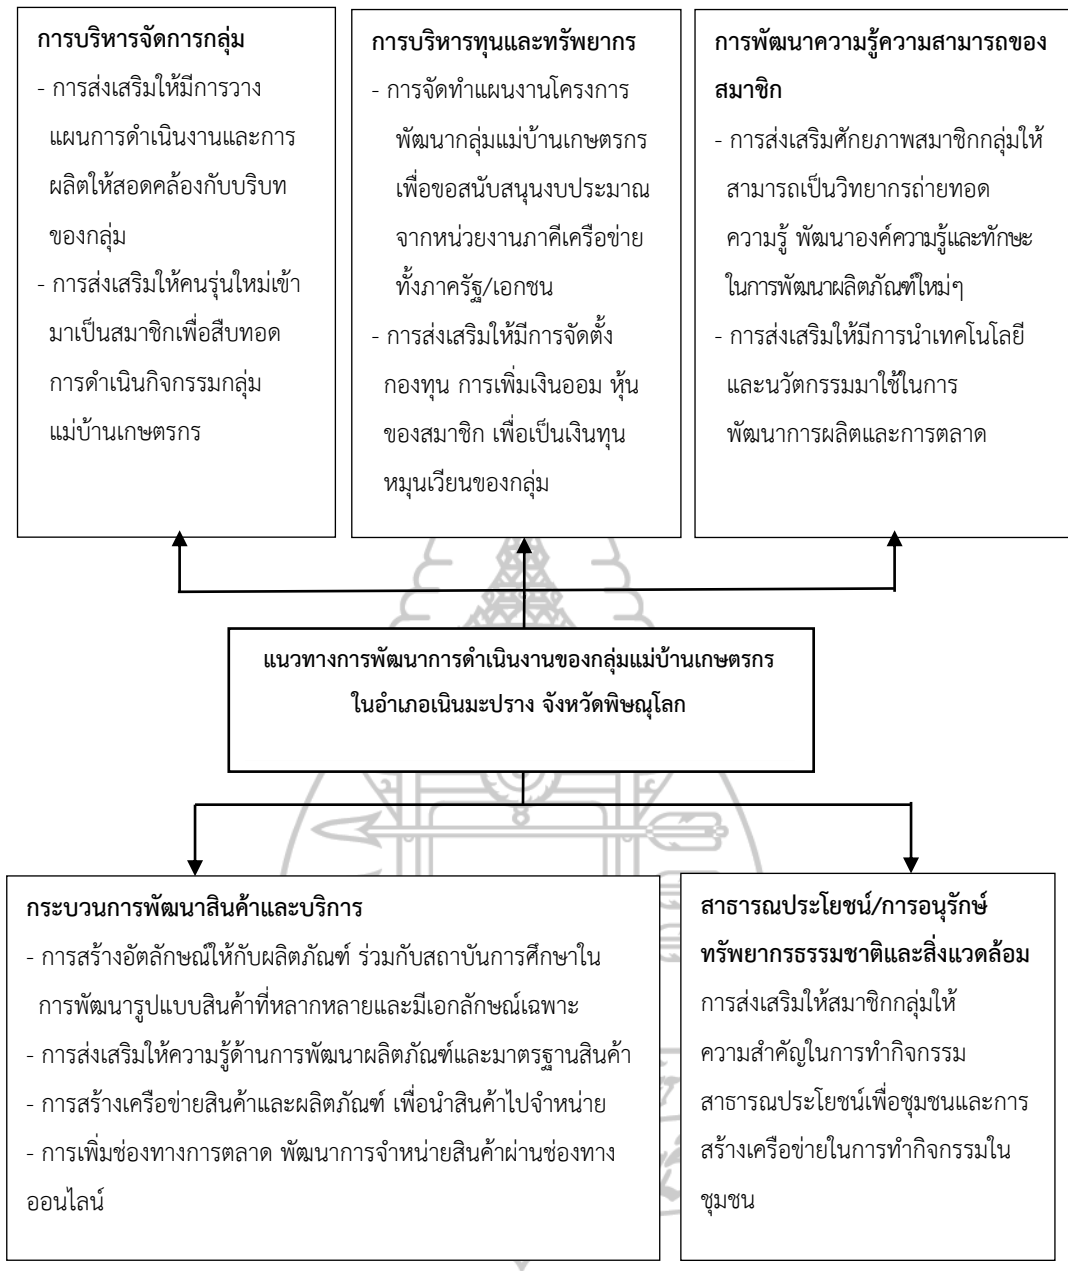 การบริหารจัดการกลุ่ม
- การส่งเสริมให้มีการวาง
แผนการดำเนินงานและการ
ผลิตให้สอดคล้องกับบริบท
ของกลุ่ม
- การส่งเสริมให้คนรุ่นใหม่เข้า
มาเป็นสมาชิกเพื่อสืบทอด
การดำเนินกิจกรรมกลุ่ม
แม่บ้านเกษตรกร
การบริหารทุนและทรัพยากร
- การจัดทำแผนงานโครงการ
พัฒนากลุ่มแม่บ้านเกษตรกร
เพื่อขอสนับสนุนงบประมาณ
จากหน่วยงานภาคีเครือข่าย
ทั้งภาครัฐ/เอกชน
- การส่งเสริมให้มีการจัดตั้ง
กองทุน การเพิ่มเงินออม หุ้น
ของสมาชิก เพื่อเป็นเงินทุน
หมุนเวียนของกลุ่ม
การพัฒนาความรู้ความสามารถของ
สมาชิก
- การส่งเสริมศักยภาพสมาชิกกลุ่มให้
สามารถเป็นวิทยากรถ่ายทอด
ความรู้ พัฒนาองค์ความรู้และทักษะ
ในการพัฒนาผลิตภัณฑ์ใหม่ๆ
- การส่งเสริมให้มีการนำเทคโนโลยี
และนวัตกรรมมาใช้ในการ
พัฒนาการผลิตและการตลาด
แนวทางการพัฒนาการดำเนินงานของกลุ่มแม่บ้านเกษตรกร
ในอำเภอเนินมะปราง จังหวัดพิษณุโลก
กระบวนการพัฒนาสินค้าและบริการ
- การสร้างอัตลักษณ์ให้กับผลิตภัณฑ์ ร่วมกับสถาบันการศึกษาใน
การพัฒนารูปแบบสินค้าที่หลากหลายและมีเอกลักษณ์เฉพาะ
- การส่งเสริมให้ความรู้ด้านการพัฒนาผลิตภัณฑ์และมาตรฐานสินค้า
- การสร้างเครือข่ายสินค้าและผลิตภัณฑ์ เพื่อนำสินค้าไปจำหน่าย
- การเพิ่มช่องทางการตลาด พัฒนาการจำหน่ายสินค้าผ่านช่องทาง
ออนไลน์
สาธารณประโยชน์/การอนุรักษ์
ทรัพยากรธรรมชาติและสิ่งแวดล้อม
การส่งเสริมให้สมาชิกกลุ่มให้
ความสำคัญในการทำกิจกรรม
สาธารณประโยชน์เพื่อชุมชนและการ
สร้างเครือข่ายในการทำกิจกรรมใน
ชุมชน